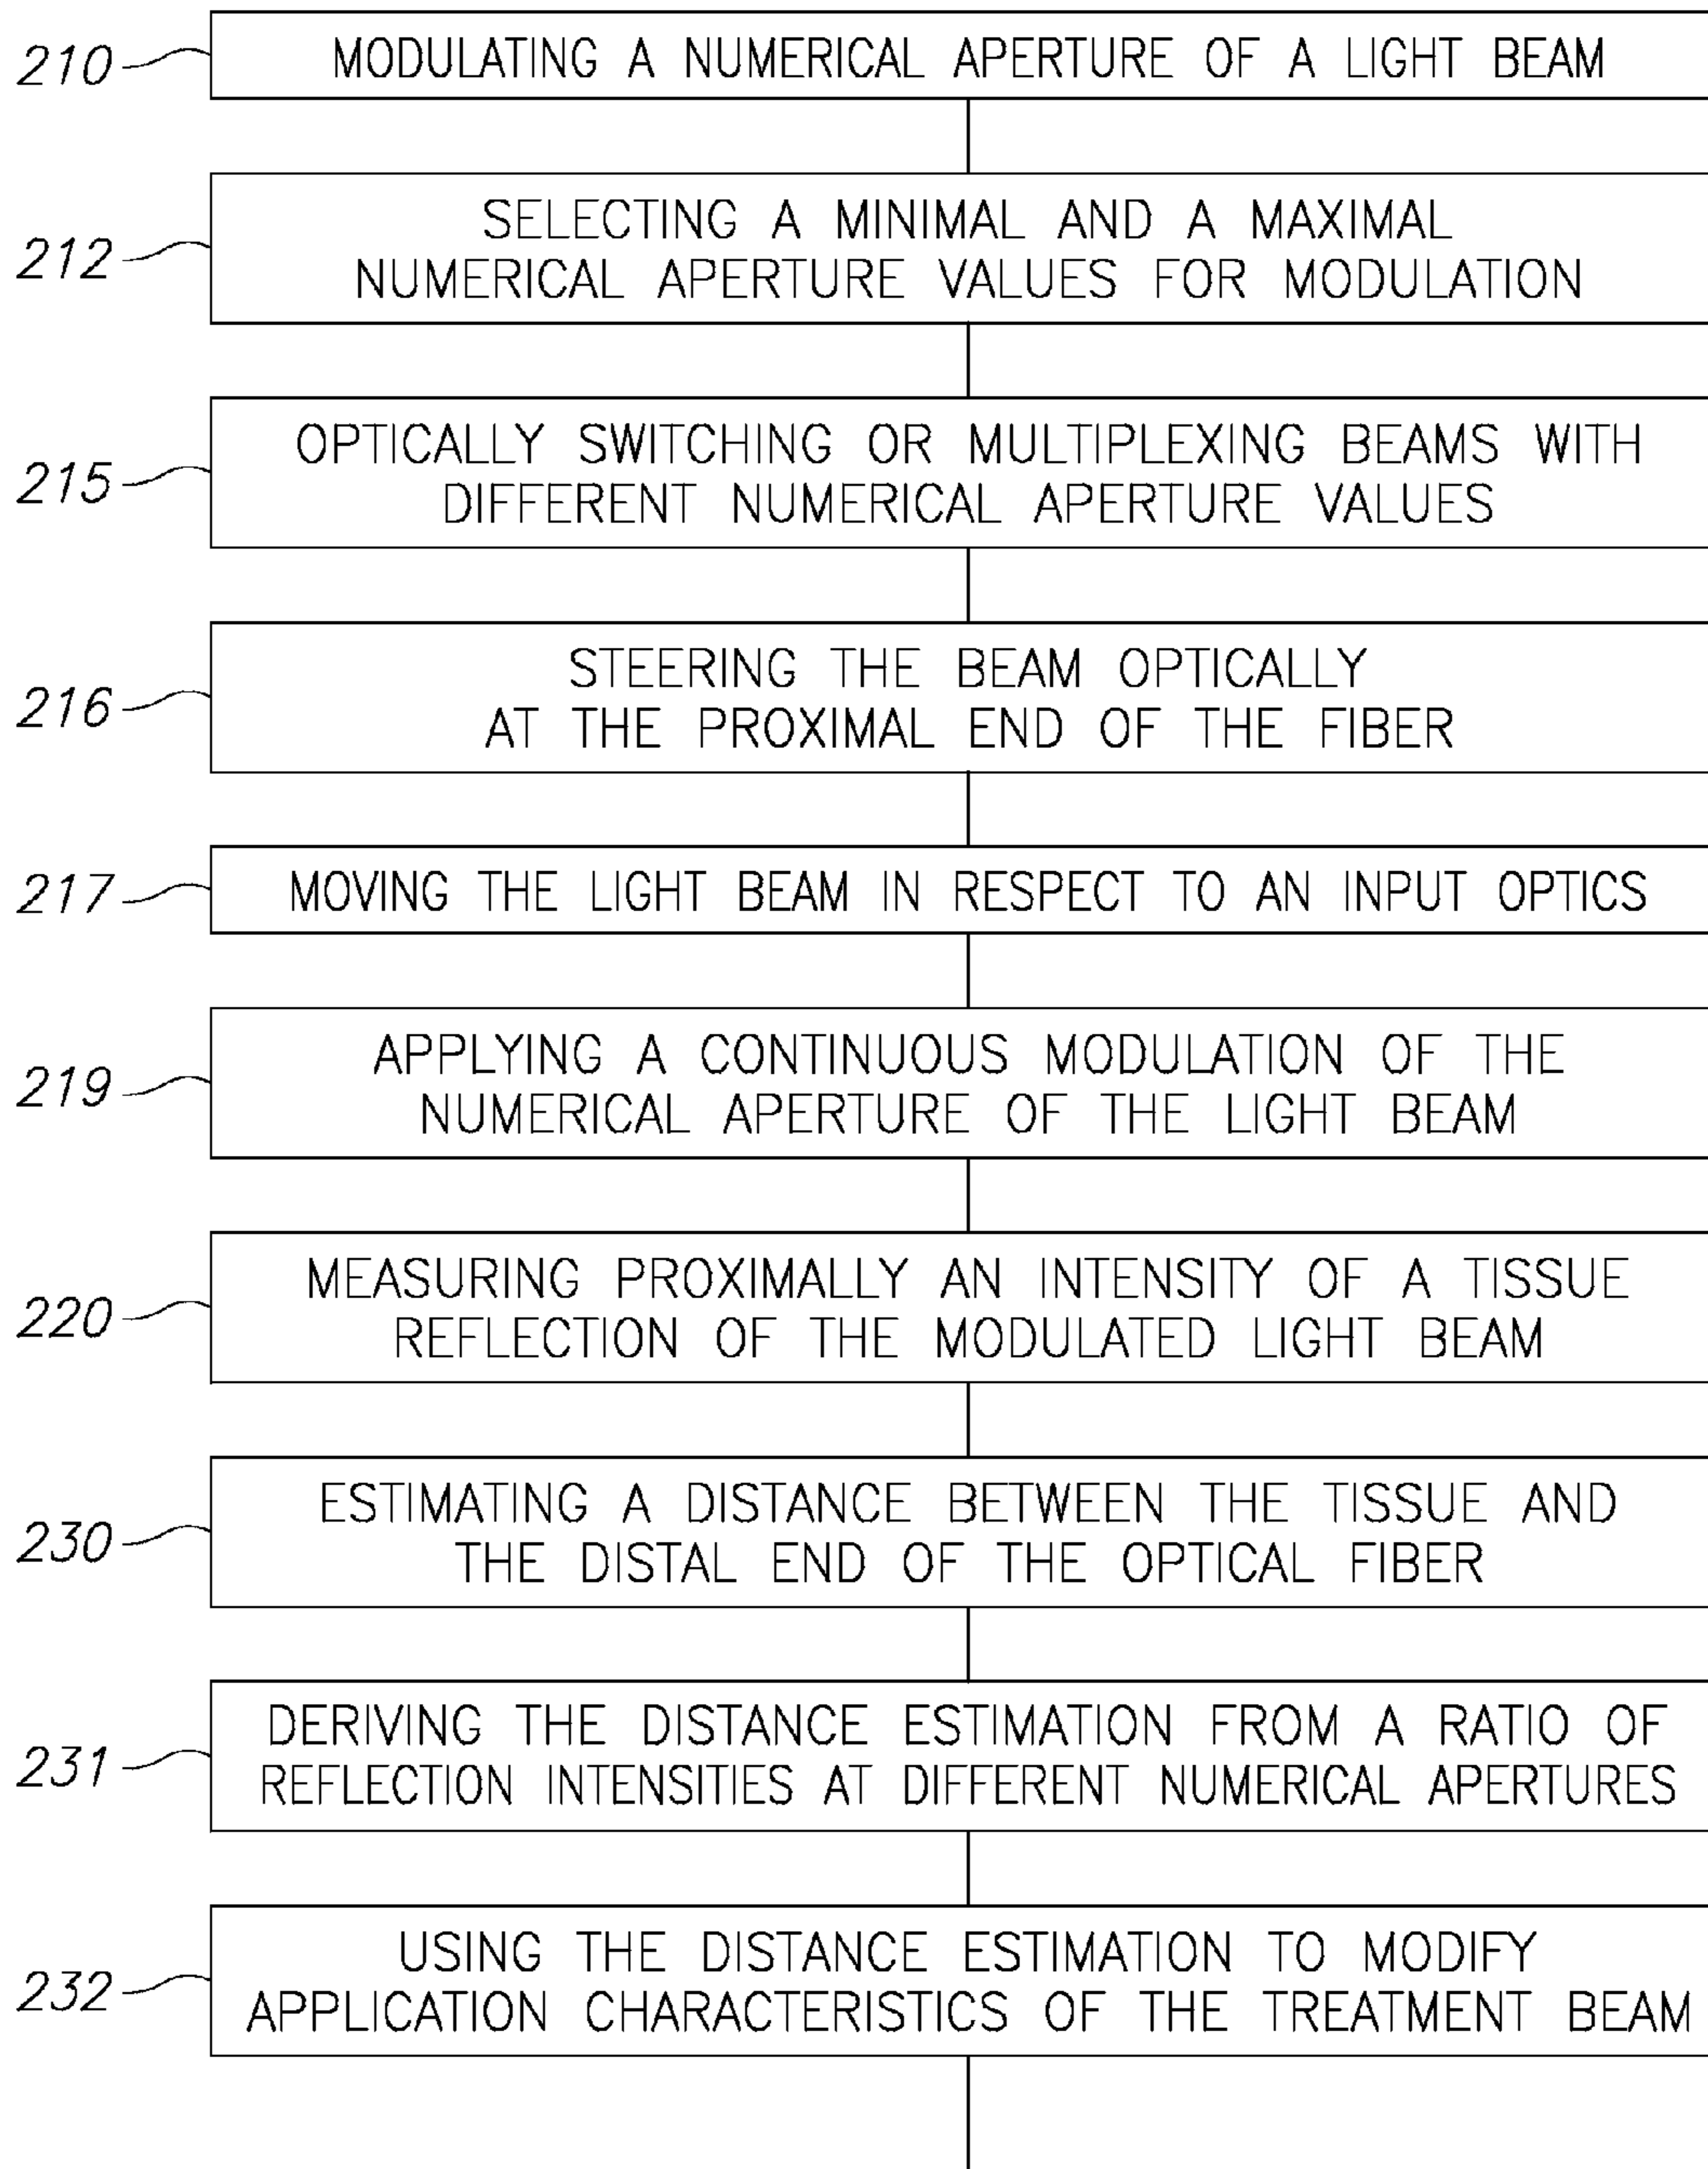 210
MODULATING A NUMERICAL APERTURE OF A LIGHT BEAM
212
SELECTING A MINIMAL AND A MAXIMAL
NUMERICAL APERTURE VALUES FOR MODULATION
215
OPTICALLY SWITCHING OR MULTIPLEXING BEAMS WITH
DIFFERENT NUMERICAL APERTURE VALUES
216
STEERING THE BEAM OPTICALLY
AT THE PROXIMAL END OF THE FIBER
217
MOVING THE LIGHT BEAM IN RESPECT TO AN INPUT OPTICS
219
APPLYING A CONTINUOUS MODULATION OF THE
NUMERICAL APERTURE OF THE LIGHT BEAM
220
MEASURING PROXIMALLY AN INTENSITY OF A TISSUE
REFLECTION OF THE MODULATED LIGHT BEAM
230
ESTIMATING A DISTANCE BETWEEN THE TISSUE AND
THE DISTAL END OF THE OPTICAL FIBER
231
DERIVING THE DISTANCE ESTIMATION FROM A RATIO OF
REFLECTION INTENSITIES AT DIFFERENT NUMERICAL APERTURES
232
USING THE DISTANCE ESTIMATION TO MODIFY
APPLICATION CHARACTERISTICS OF THE TREATMENT BEAM